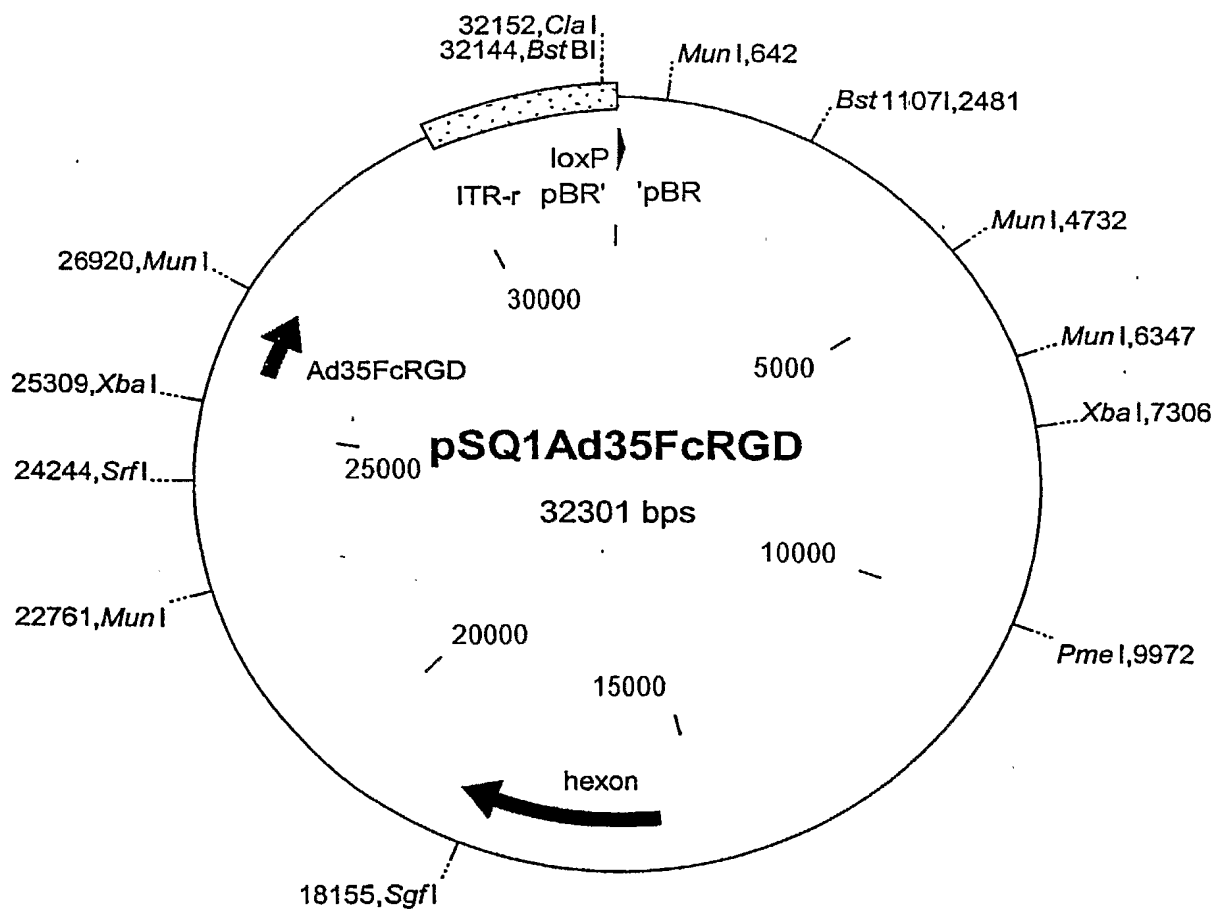 32152,ClaI
32144,BstBI
MunI,642
Bst1107I,2481
loxP
ITR-r pBR' 'pBR
MunI,4732
26920,MunI
30000
MunI,6347
5000
Ad35FcRGD
25309,XbaI
XbaI,7306
pSQ1Ad35FcRGD
25000
24244,SrfI
32301 bps
10000
22761,MunI
20000
PmeI,9972
15000
hexon
18155,SgfI